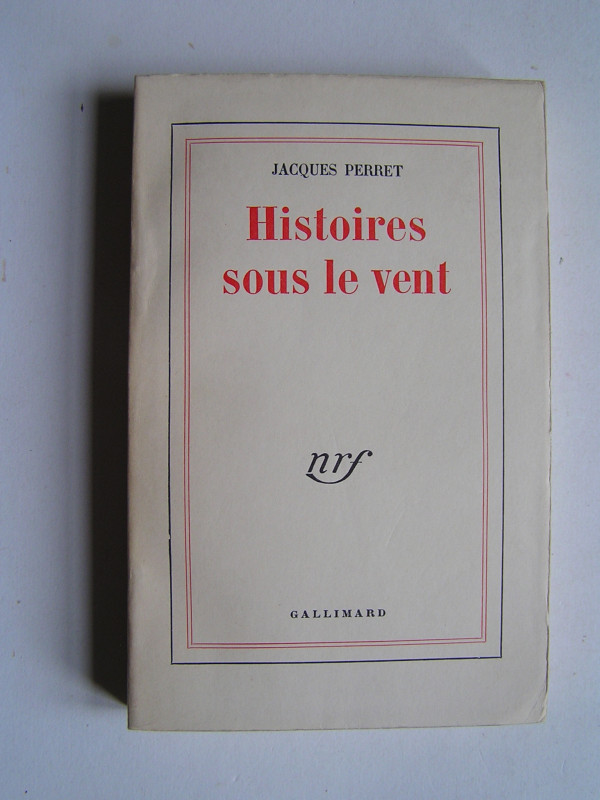 JACQUES PERRET
Histoires
sous le vent
nrf
GALLIMARD